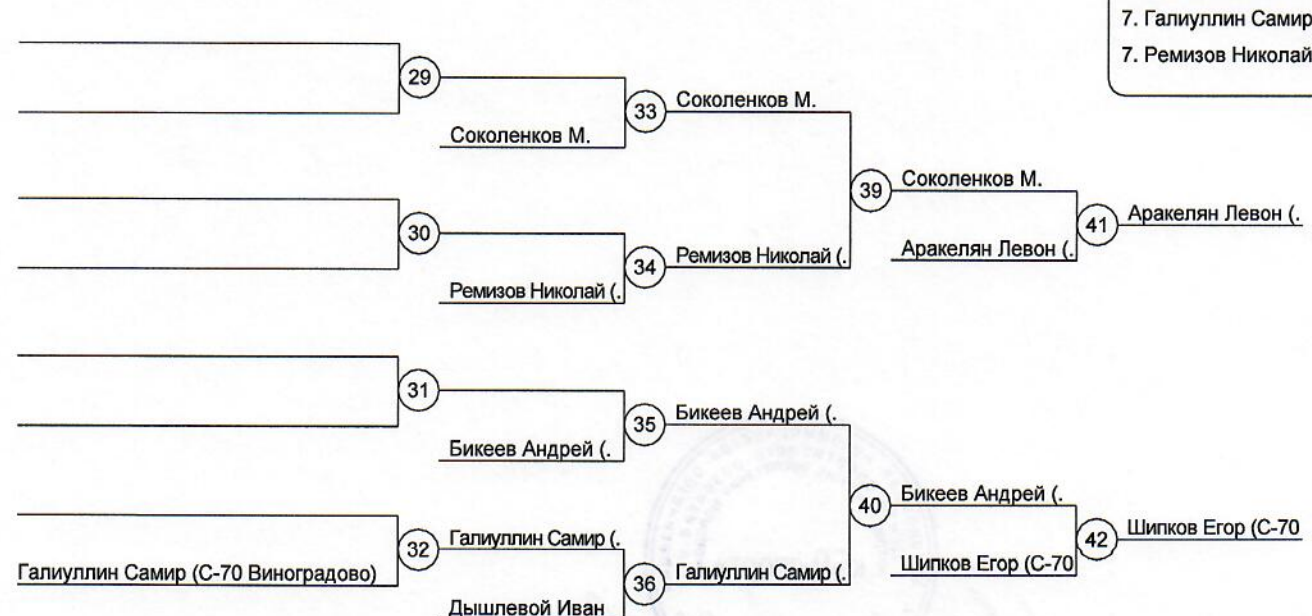 7. Галиуллин Самир
7. Ремизов Николай
29
Соколенков М.
33
Соколенков М.
30
Ремизов Николай (.
34
Ремизов Николай (.
39
Соколенков М.
Аракелян Левон (.
41
Аракелян Левон (.
31
Бикеев Андрей (.
35
Бикеев Андрей (.
Галиуллин Самир (С-70 Виноградово)
32
Галиуллин Самир (.
Дышлевой Иван
36
Галиуллин Самир (.
40
Бикеев Андрей (.
Шипков Егор (С-70
42
Шипков Егор (С-70